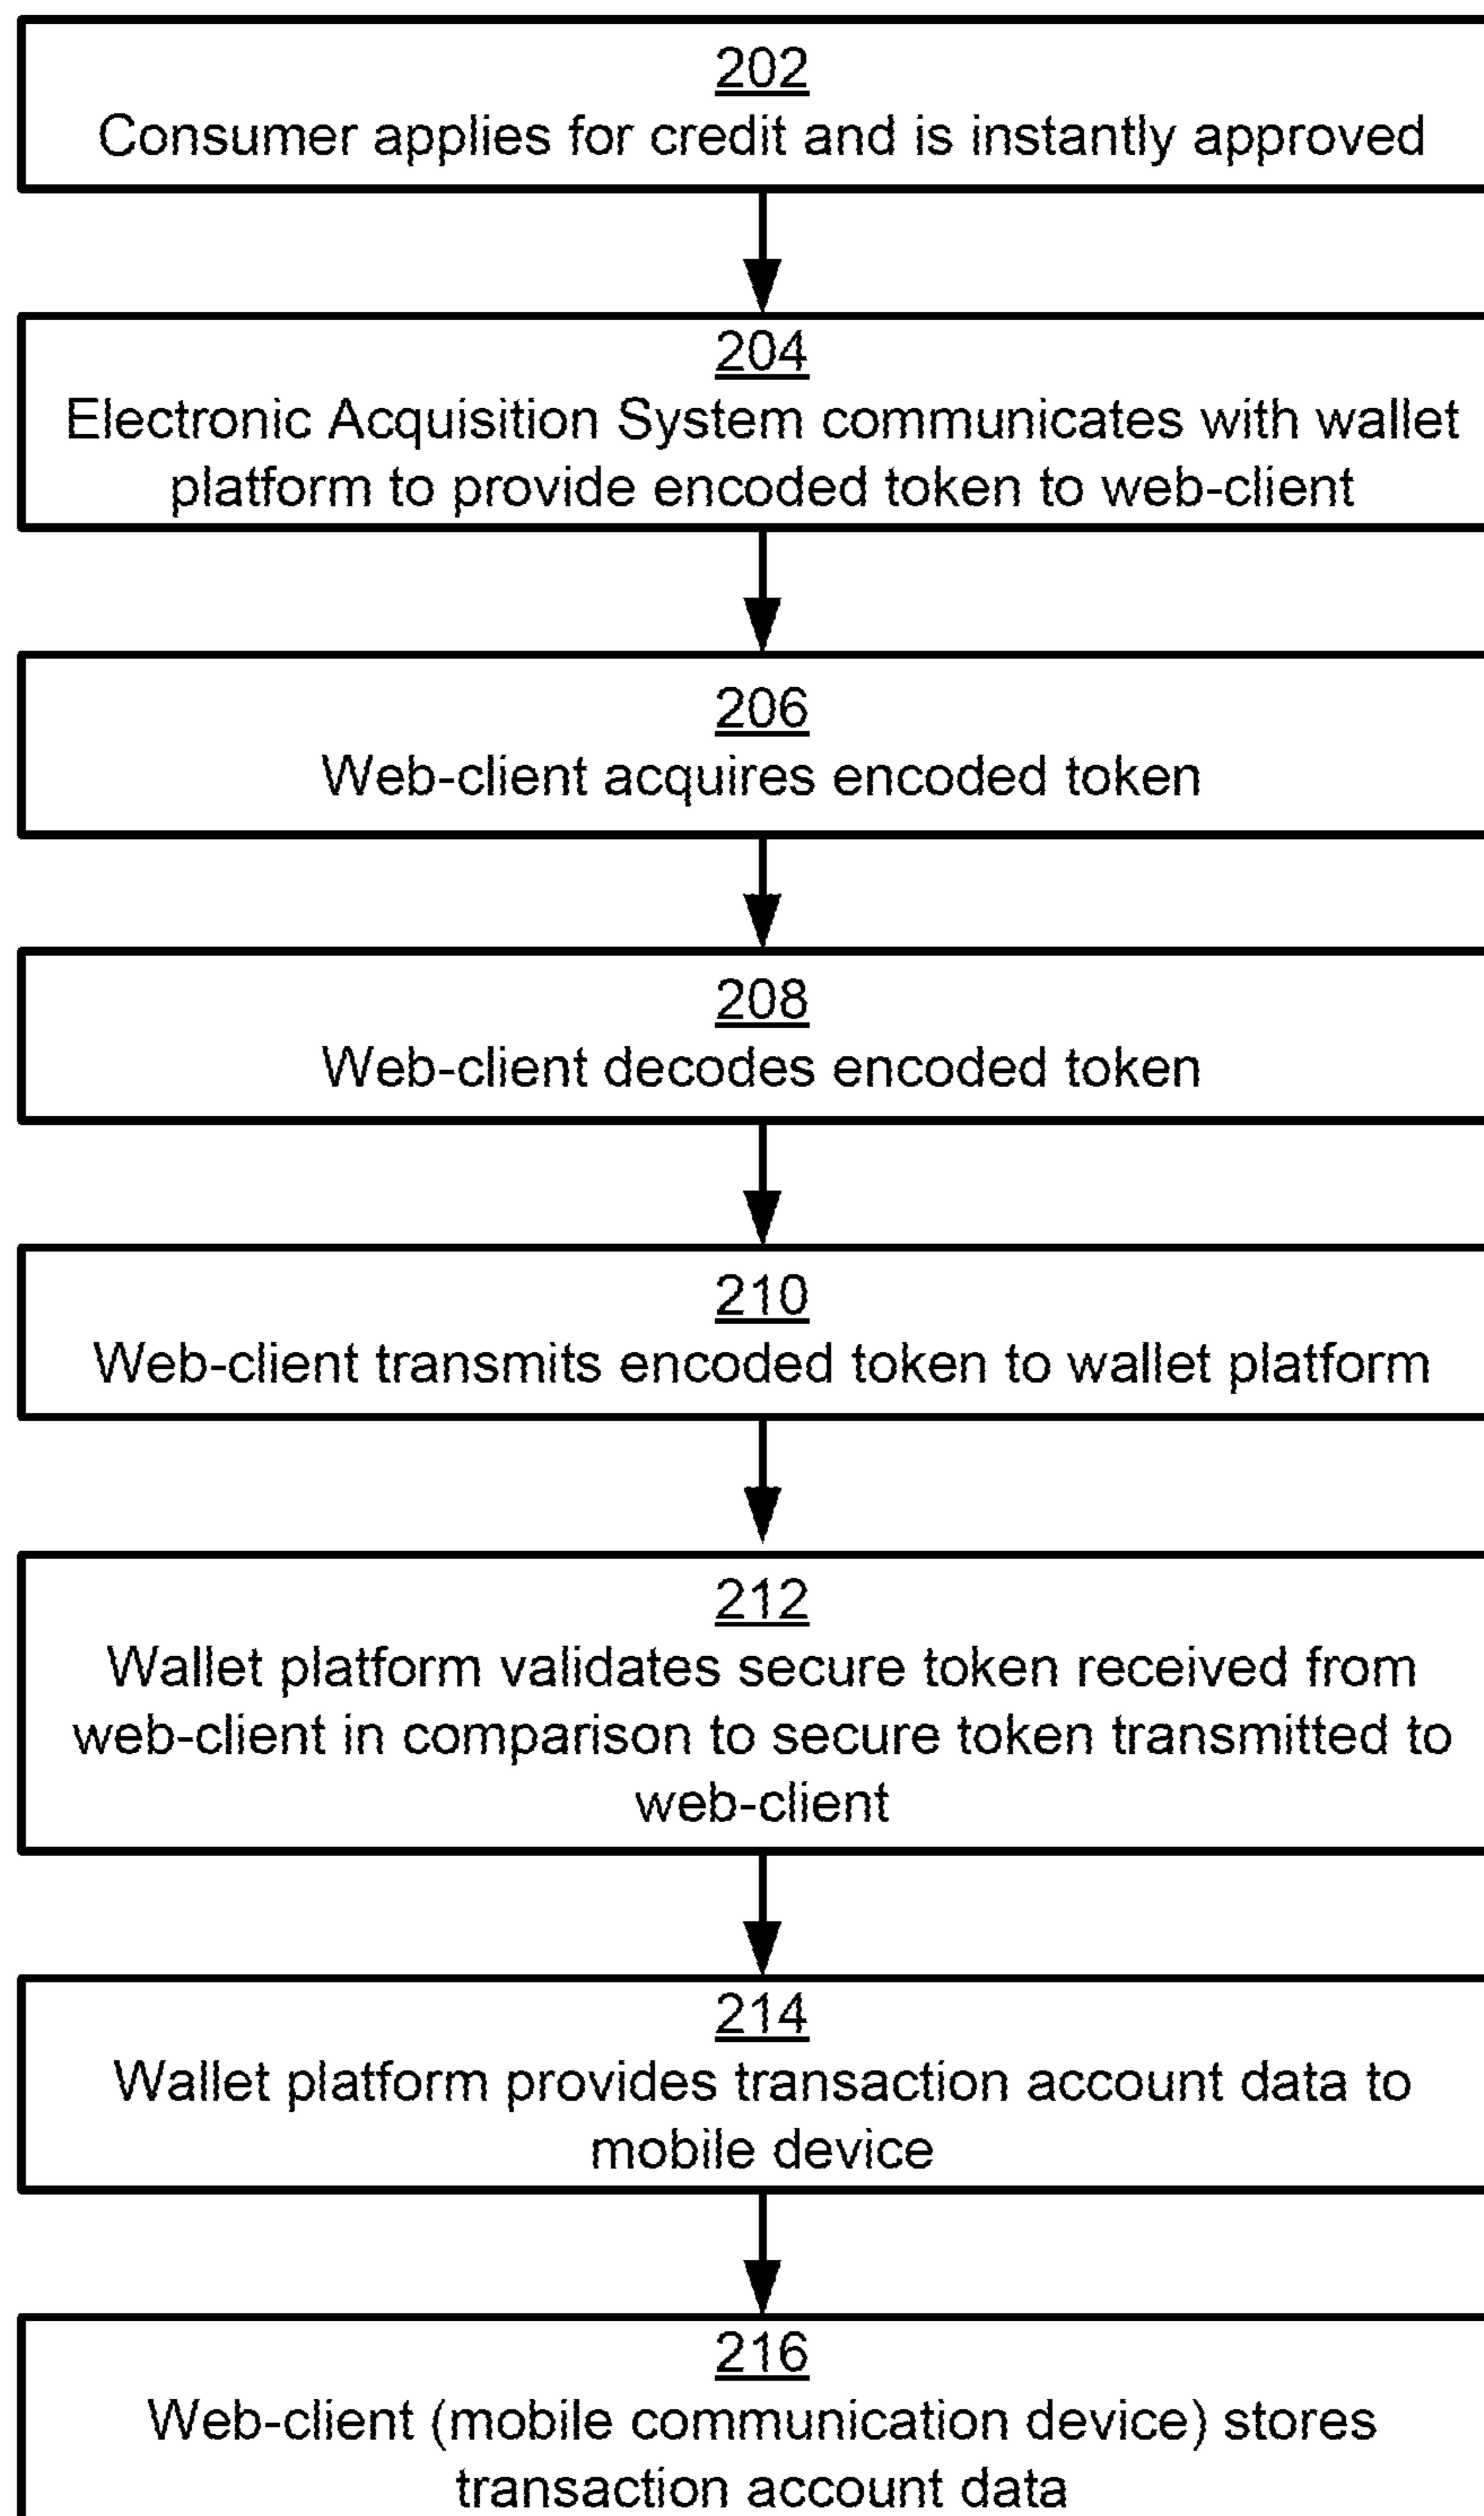 202
Consumer applies for credit and is instantly approved
204
Electronic Acquisition System communicates with wallet
platform to provide encoded token to web-client
206
Web-client acquires encoded token
208
Web-client decodes encoded token
210
Web-client transmits encoded token to wallet platform
212
Wallet platform validates secure token received from
web-client in comparison to secure token transmitted to
web-client
214
Wallet platform provides transaction account data to
mobile device
216
Web-client (mobile communication device) stores
transaction account data